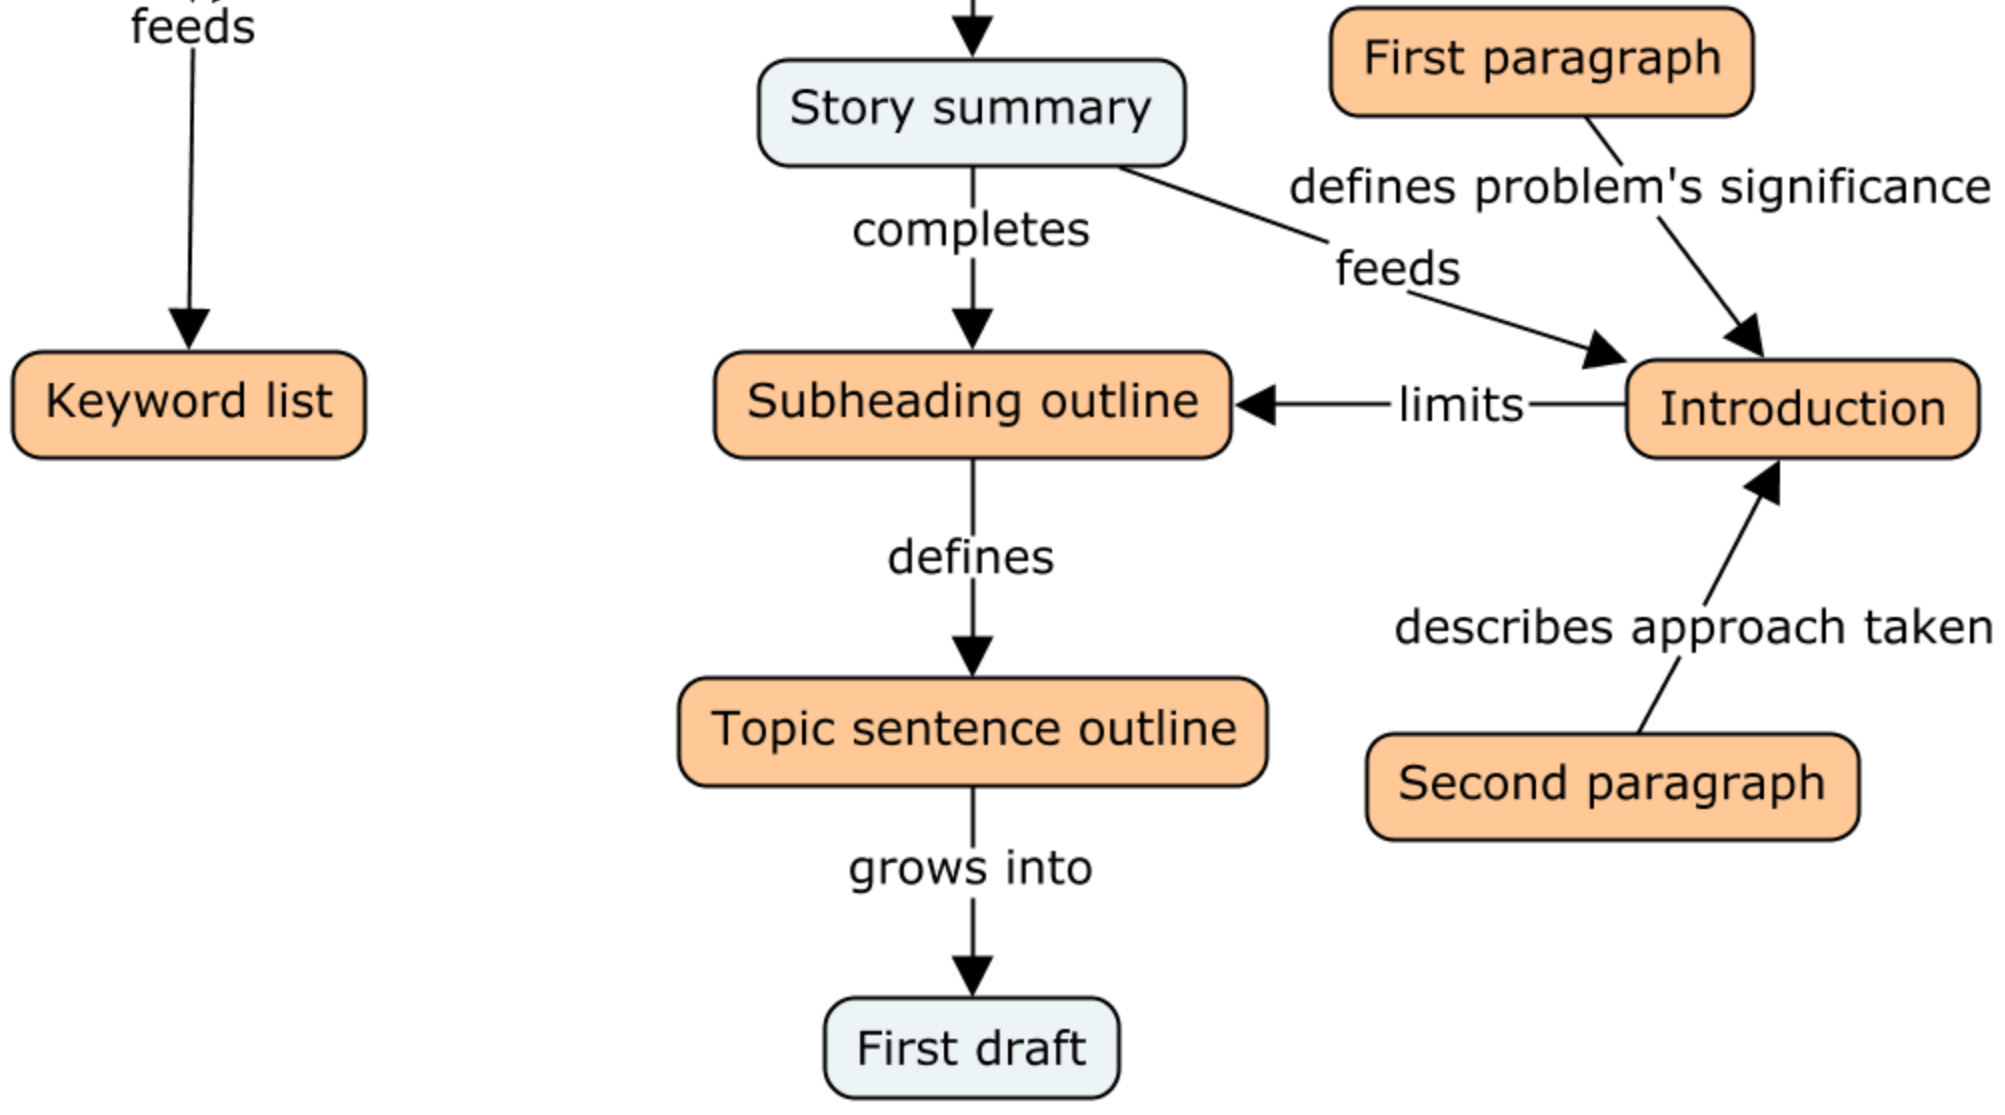 feeds
First paragraph
Story summary
defines problem's significance
completes
feeds
Keyword list
Subheading outline
limits
Introduction
defines
describes approach taken
Topic sentence outline
Second paragraph
grows into
First draft